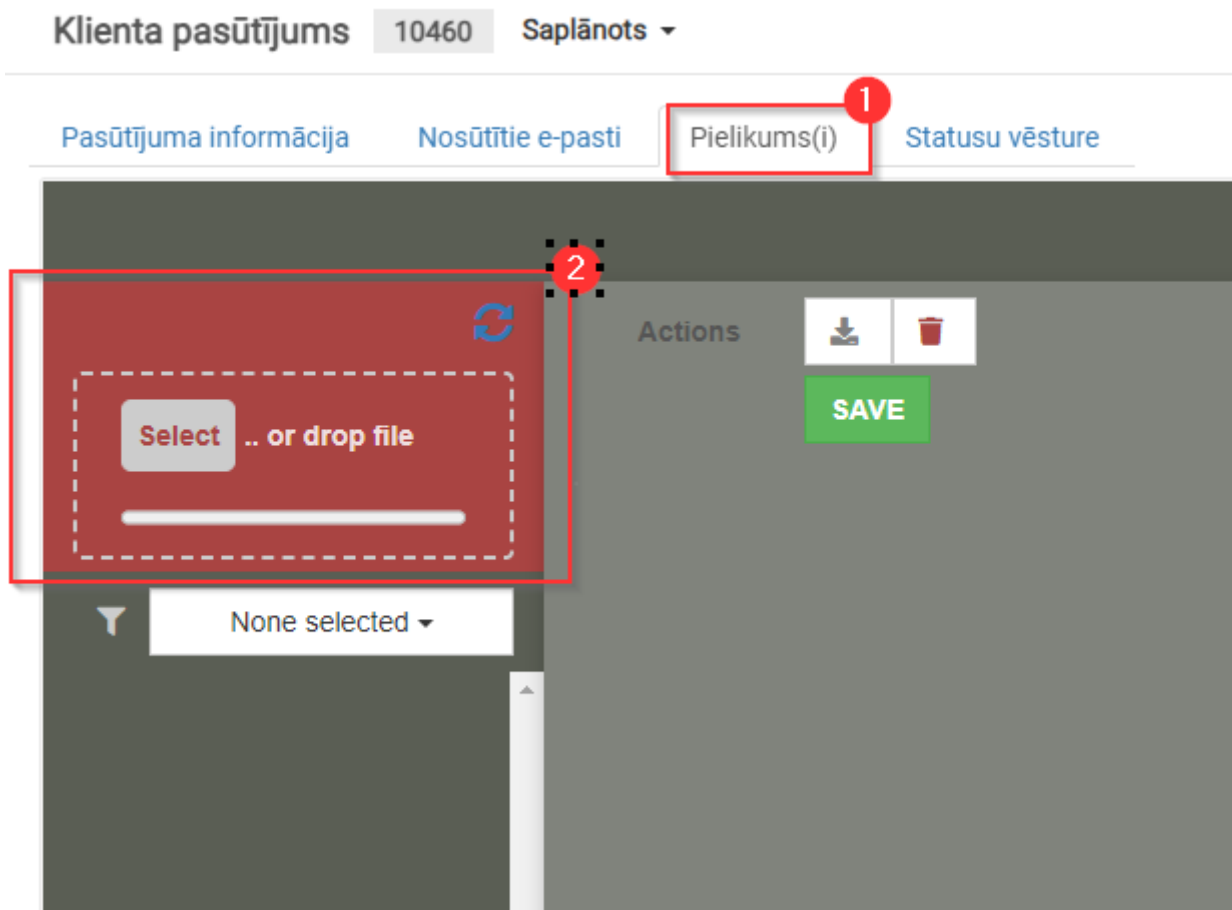 Klienta pasūtījums 10460 Saplānots
1
Pasūtījuma informācija Nosūtītie e-pasti Pielikums(i) Statusu vēsture
2
Actions
SAVE
Select .. or drop file
None selected